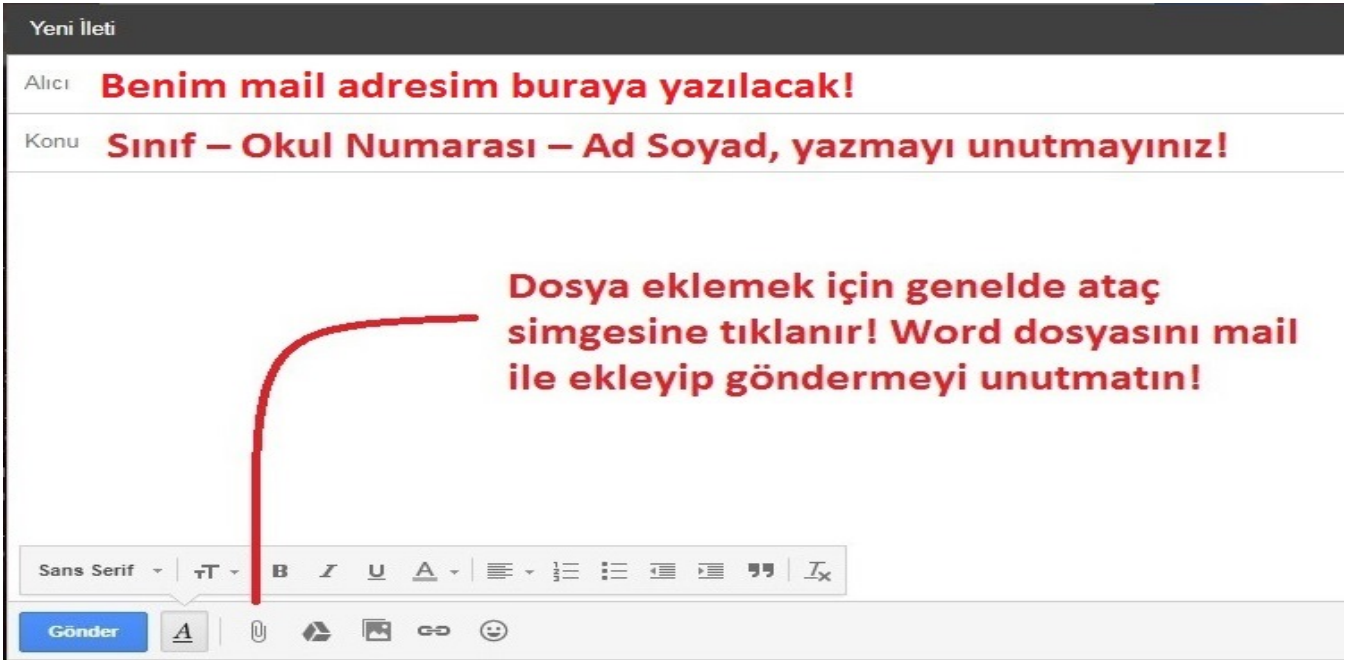 Yeni İleti
Alıcı Benim mail adresim buraya yazılacak!
Konu Sınıf – Okul Numarası – Ad Soyad, yazmayı unutmayınız!
Dosya eklemek için genelde ataç
simgesine tıklanır! Word dosyasını mail
ile ekleyip göndermeyi unutmatın!
Sans Serif
Gönder